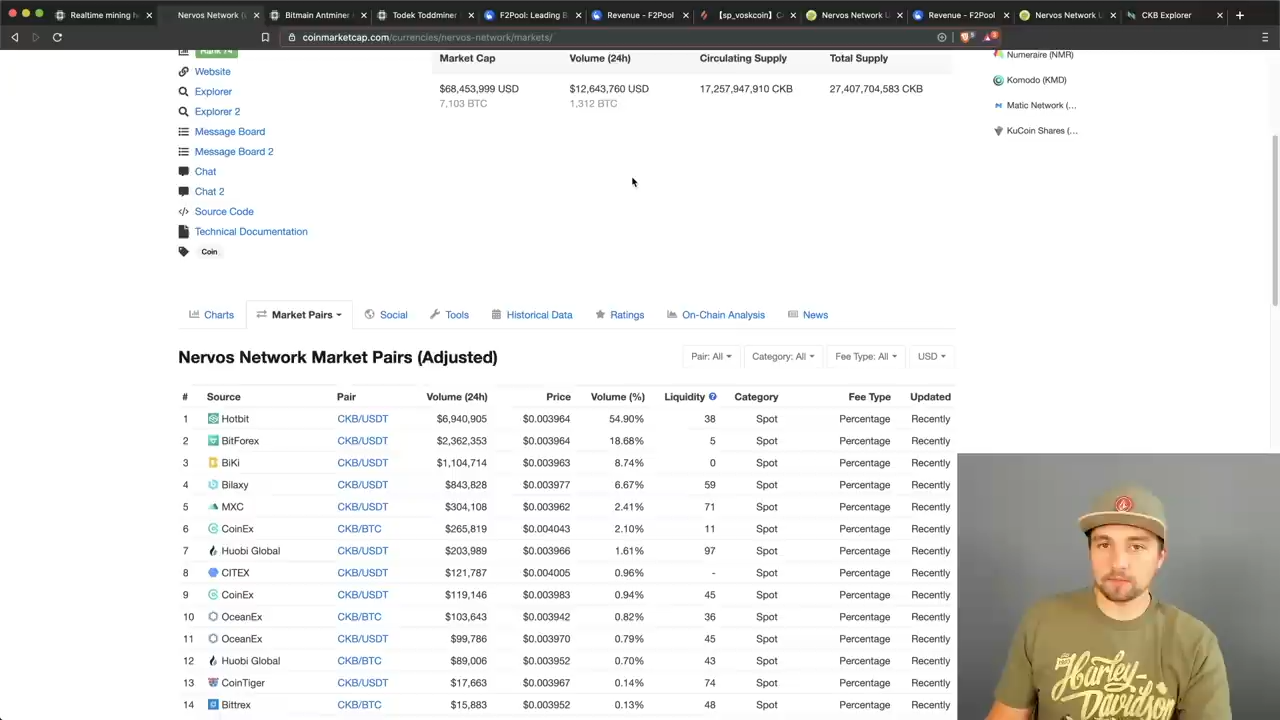 Realtime mining h
Nervos Network (
Bitmain Antminer
Todek Toddminer
F2Pool: Leading B
Revenue - F2Pool
【sp_voskcoin】C
Nervos Network U
Revenue - F2Pool
Nervos Network U
CKB Explorer
coinmarketcap.com/currencies/nervos-network/markets/
Rank 74
Website
Explorer
Explorer 2
Message Board
Message Board 2
Chat
Chat 2
Source Code
Technical Documentation
Coin
Market Cap Volume (24h) Circulating Supply Total Supply
$68,453,999 USD $12,643,760 USD 17,257,947,910 CKB 27,407,704,583 CKB
7,103 BTC 1,312 BTC
Numeraire (NMR)
Komodo (KMD)
Matic Network (...
KuCoin Shares (...
Charts Market Pairs Social Tools Historical Data Ratings On-Chain Analysis News
Nervos Network Market Pairs (Adjusted) Pair: All Category: All Fee Type: All USD
# Source Pair Volume (24h) Price Volume (%) Liquidity ? Category Fee Type Updated
1 Hotbit CKB/USDT $6,940,905 $0.003964 54.90% 38 Spot Percentage Recently
2 BitForex CKB/USDT $2,362,353 $0.003964 18.68% 5 Spot Percentage Recently
3 BiKi CKB/USDT $1,104,714 $0.003963 8.74% 0 Spot Percentage Recently
4 Bilaxy CKB/USDT $843,828 $0.003977 6.67% 59 Spot Percentage Recently
5 MXC CKB/USDT $304,108 $0.003962 2.41% 71 Spot Percentage Recently
6 CoinEx CKB/BTC $265,819 $0.004043 2.10% 11 Spot Percentage Recently
7 Huobi Global CKB/USDT $203,989 $0.003966 1.61% 97 Spot Percentage Recently
8 CITEX CKB/USDT $121,787 $0.004005 0.96% - Spot Percentage Recently
9 CoinEx CKB/USDT $119,146 $0.003983 0.94% 45 Spot Percentage Recently
10 OceanEx CKB/BTC $103,643 $0.003942 0.82% 36 Spot Percentage Recently
11 OceanEx CKB/USDT $99,786 $0.003970 0.79% 45 Spot Percentage Recently
12 Huobi Global CKB/BTC $89,006 $0.003952 0.70% 43 Spot Percentage Recently
13 CoinTiger CKB/USDT $17,663 $0.003967 0.14% 74 Spot Percentage Recently
14 Bittrex CKB/BTC $15,883 $0.003952 0.13% 48 Spot Percentage Recently
Harley-
Davidson